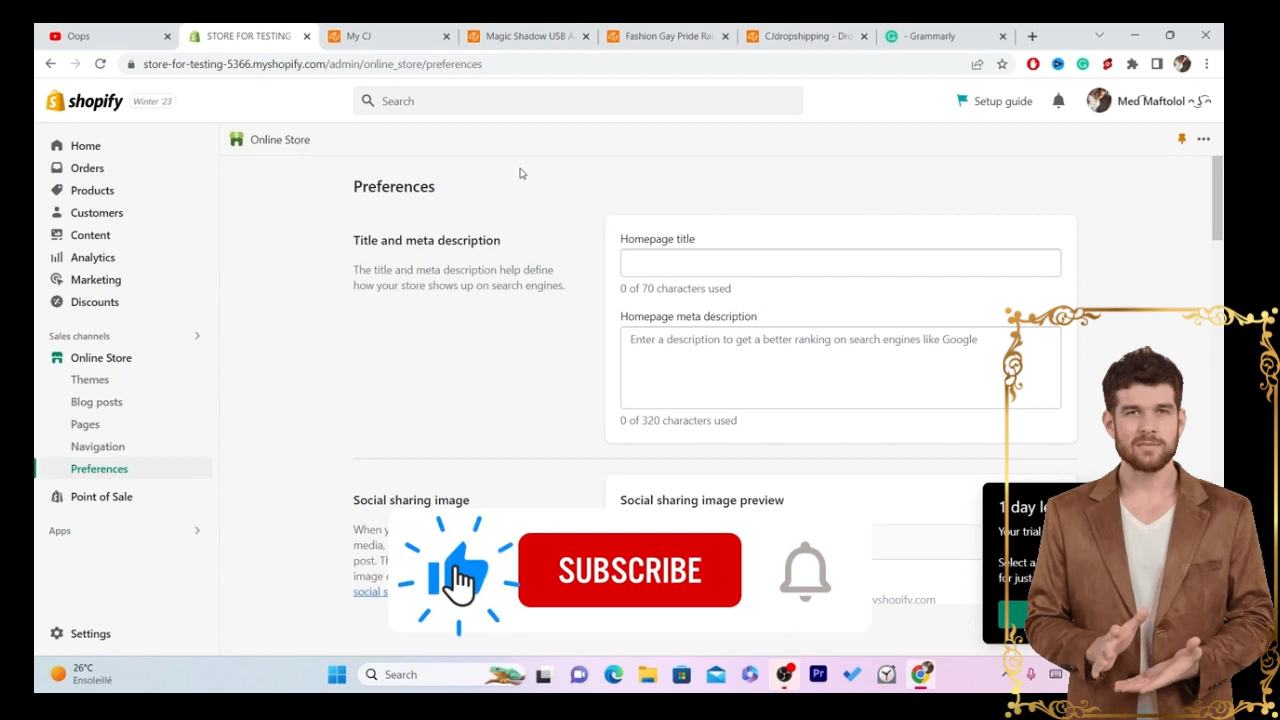 Oops
STORE FOR TESTING
My CJ
Magic Shadow USB A
Fashion Gay Pride Ra
CJdropshipping - Dro
- Grammarly
store-for-testing-5366.myshopify.com/admin/online_store/preferences
shopify
Winter '23
Search
Setup guide
Med Maftolol
Home
Orders
Products
Customers
Content
Analytics
Marketing
Discounts
Sales channels
Online Store
Themes
Blog posts
Pages
Navigation
Preferences
Point of Sale
Apps
Settings
Online Store
Preferences
Title and meta description
The title and meta description help define
how your store shows up on search engines.
Homepage title
0 of 70 characters used
Homepage meta description
Enter a description to get a better ranking on search engines like Google
0 of 320 characters used
Social sharing image
When y
media,
post. Th
image
social s
Social sharing image preview
myshopify.com
1 day le
Your trial
Select a
for just
SUBSCRIBE
26°C
Ensoleillé
Search
Pr